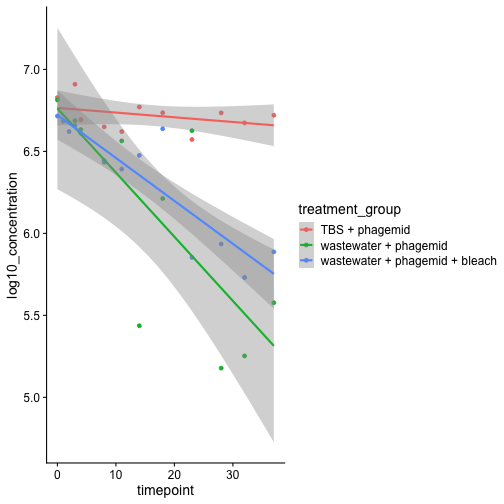 7.0
6.5
6.0
5.5
5.0
log10_concentration
0
10
20
30
timepoint
treatment_group
TBS + phagemid
wastewater + phagemid
wastewater + phagemid + bleach